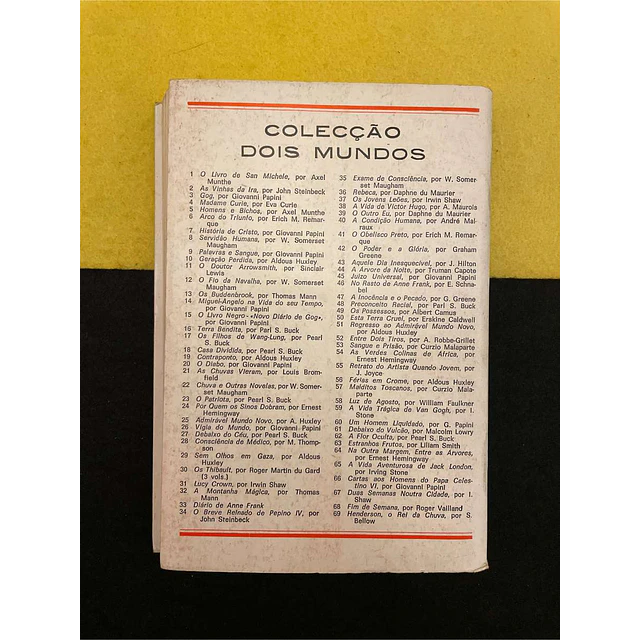 COLECÇÃO
DOIS MUNDOS
1 O Livro de San Michele, por Axel
Munthe
2 As Vinhas da Ira, por John Steinbeck
3 Gog, por Giovanni Papini
4 Madame Curie, por Eva Curie
5 Homens e Bichos, por Axel Munthe
6 Arco do Triunfo, por Erich M. Remar-
que
7 História de Cristo, por Giovanni Papini
8 Servidão Humana, por W. Somerset
Maugham
9 Palavras e Sangue, por Giovanni Papini
10 Geração Perdida, por Aldous Huxley
11 O Doutor Arrowsmith, por Sinclair
Lewis
12 O Fio da Navalha, por W. Somerset
Maugham
13 Os Buddenbrook, por Thomas Mann
14 Miguel-Ângelo na Vida do seu Tempo,
por Giovanni Papini
15 O Livro Negro - «Novo Diário de Gog»,
por Giovanni Papini
16 Terra Bendita, por Parl S. Buck
17 Os Filhos de Wang-Lung, por Pearl
S. Buck
18 Casa Dividida, por Pearl S. Buck
19 Contraponto, por Aldous Huxley
20 O Diabo, por Giovanni Papini
21 As Chuvas Vieram, por Louis Brom-
field
22 Chuva e Outras Novelas, por W. Somer-
set Maugham
23 O Patriota, por Pearl S. Buck
24 Por Quem os Sinos Dobram, por Ernest
Hemingway
25 Admirável Mundo Novo, por A. Huxley
26 Vigia do Mundo, por Giovanni Papini
27 Debaixo do Céu, por Pearl S. Buck
28 Consciência de Médico, por M. Thomp-
son
29 Sem Olhos em Gaza, por Aldous
Huxley
30 Os Thibault, por Roger Martin du Gard
(3 vols.)
31 Lucy Crown, por Irwin Shaw
32 A Montanha Mágica, por Thomas
Mann
33 Diário de Anne Frank
34 O Breve Reinado de Pepino IV, por
John Steinbeck
35 Exame de Consciência, por W. Somer-
set Maugham
36 Rebeca, por Daphne du Maurier
37 Os Jovens Leões, por Irwin Shaw
38 A Vida de Victor Hugo, por A. Maurois
39 O Outro Eu, por Daphne du Maurier
40 A Condição Humana, por André Mal-
raux
41 O Obelisco Preto, por Erich M. Remar-
que
42 O Poder e a Glória, por Graham
Greene
43 Aquele Dia Inesquecível, por J. Hilton
44 A Árvore da Noite, por Truman Capote
45 Juízo Universal, por Giovanni Papini
46 No Rasto de Anne Frank, por E. Schna-
bel
47 A Inocência e o Pecado, por G. Greene
48 Preconceito Racial, por Parl S. Buck
49 Os Possessos, por Albert Camus
50 Esta Terra Cruel, por Erskine Caldwell
51 Regresso ao Admirável Mundo Novo,
por Aldous Huxley
52 Entre Dois Tiros, por A. Robbe-Grillet
53 Sangue e Prisão, por Curzio Malaparte
54 As Verdes Colinas de África, por
Ernest Hemingway
55 Retrato do Artista Quando Jovem, por
J. Joyce
56 Férias em Crome, por Aldous Huxley
57 Malditos Toscanos, por Curzio Mala-
parte
58 Luz de Agosto, por William Faulkner
59 A Vida Trágica de Van Gogh, por I.
Stone
60 Um Homem Liquidado, por G. Papini
61 Debaixo do Vulcão, por Malcolm Lowry
62 A Flor Oculta, por Pearl S. Buck
63 Estranhos Frutos, por Liliam Smith
64 Na Outra Margem, Entre as Árvores,
por Ernest Hemingway
65 A Vida Aventurosa de Jack London,
por Irving Stone
66 Cartas aos Homens do Papa Celes-
tino VI, por Giovanni Papini
67 Duas Semanas Noutra Cidade, por I.
Shaw
68 Fim de Semana, por Roger Vailland
69 Henderson, o Rei da Chuva, por S.
Bellow